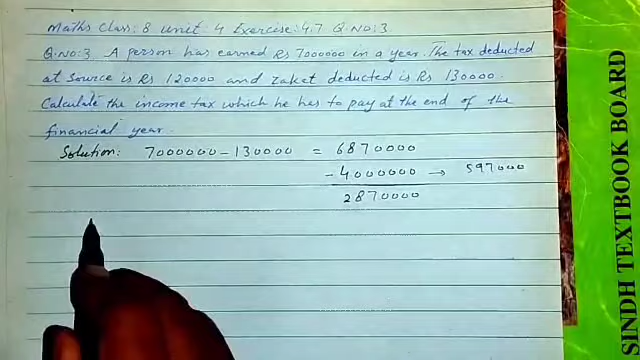 Maths Class: 8 unit: 4 Exercise: 4.7 Q.NO: 3
Q.NO: 3 A person has earned Rs 7000000 in a year. The tax deducted
at source is Rs 120000 and zaket deducted is Rs 130000.
Calculate the income tax which he has to pay at the end of the
financial year.
Solution: 7000000 - 130000 = 6870000
- 4000000 → 597000
2870000
SINDH TEXTBOOK BOARD